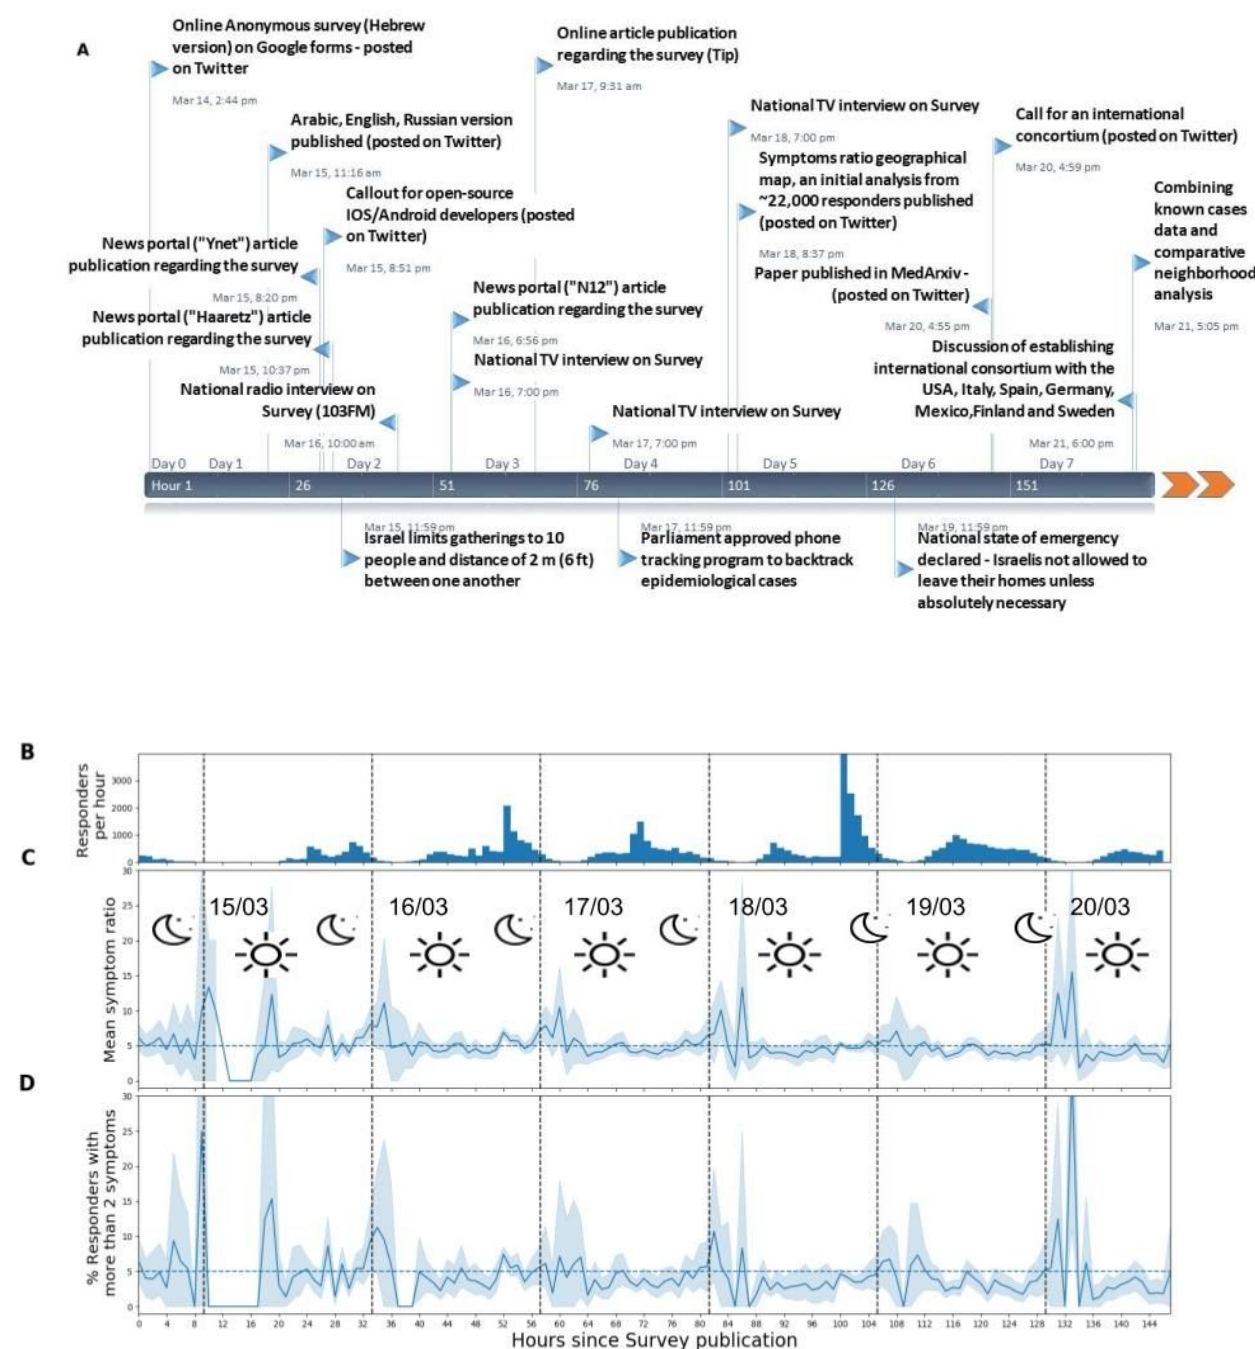 A
Online Anonymous survey (Hebrew
version) on Google forms - posted
on Twitter
Mar 14, 2:44 pm
Online article publication
regarding the survey (Tip)
Mar 17, 9:31 am
Arabic, English, Russian version
published (posted on Twitter)
Mar 15, 11:16 am
National TV interview on Survey
Mar 18, 7:00 pm
Call for an international
concortium (posted on Twitter)
Mar 20, 4:59 pm
Symptoms ratio geographical
map, an initial analysis from
~22,000 responders published
(posted on Twitter)
Mar 18, 8:37 pm
Callout for open-source
IOS/Android developers (posted
on Twitter)
Mar 15, 8:51 pm
Combining
known cases
data and
comparative
neighborhood
analysis
Mar 21, 5:05 pm
News portal ("Ynet") article
publication regarding the survey
Mar 15, 8:20 pm
Paper published in MedArxiv -
(posted on Twitter)
Mar 20, 4:55 pm
News portal ("N12") article
publication regarding the survey
Mar 16, 6:56 pm
News portal ("Haaretz") article
publication regarding the survey
Mar 15, 10:37 pm
National TV interview on Survey
Mar 16, 7:00 pm
Discussion of establising
international consortium with the
USA, Italy, Spain, Germany,
Mexico,Finland and Sweden
Mar 21, 6:00 pm
National radio interview on
Survey (103FM)
Mar 16, 10:00 am
National TV interview on Survey
Mar 17, 7:00 pm
Day 0 Day 1 Day 2 Day 3 Day 4 Day 5 Day 6 Day 7
Hour 1 26 51 76 101 126 151
Mar 15, 11:59 pm
Israel limits gatherings to 10
people and distance of 2 m (6 ft)
between one another
Mar 17, 11:59 pm
Parliament approved phone
tracking program to backtrack
epidemiological cases
Mar 19, 11:59 pm
National state of emergency
declared - Israelis not allowed to
leave their homes unless
absolutely necessary
B
Responders
per hour
3000
2000
1000
0
C
Mean symptom ratio
30
25
20
15
10
5
0
15/03 16/03 17/03 18/03 19/03 20/03
D
% Responders with
more than 2 symptoms
30
25
20
15
10
5
0
0 4 8 12 16 20 24 28 32 36 40 44 48 52 56 60 64 68 72 76 80 84 88 92 96 100 104 108 112 116 120 124 128 132 136 140 144
Hours since Survey publication